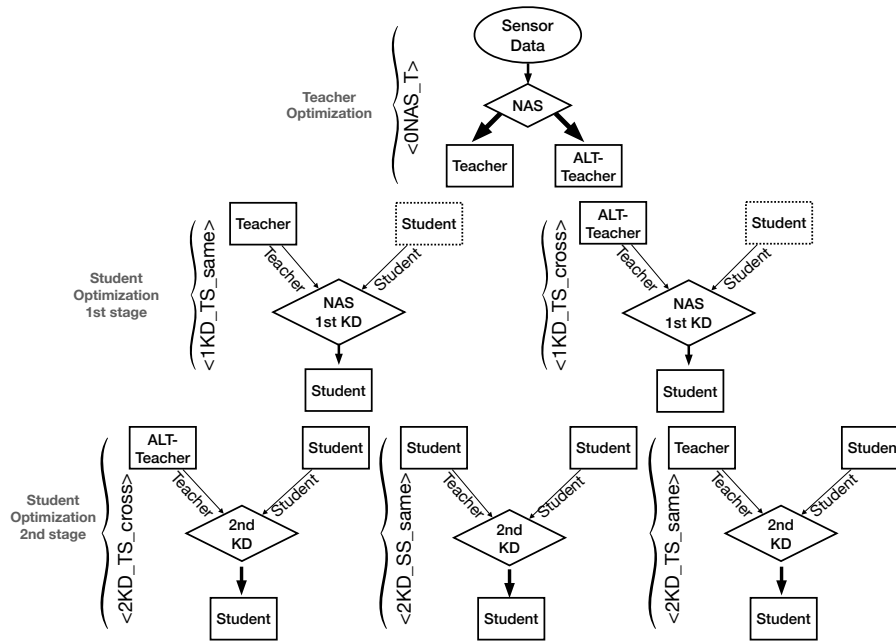 Sensor
Data
Teacher
Optimization
<0NAS_T>
NAS
Teacher
ALT-
Teacher
Teacher
Student
ALT-
Teacher
Student
Student
Optimization
1st stage
<1KD_TS_same>
Teacher
Student
NAS
1st KD
Student
<1KD_TS_cross>
Teacher
Student
NAS
1st KD
Student
ALT-
Teacher
Student
Student
Student
Teacher
Student
Student
Optimization
2nd stage
<2KD_TS_cross>
Teacher
Student
2nd
KD
Student
<2KD_SS_same>
Teacher
Student
2nd
KD
Student
<2KD_TS_same>
Teacher
Student
2nd
KD
Student